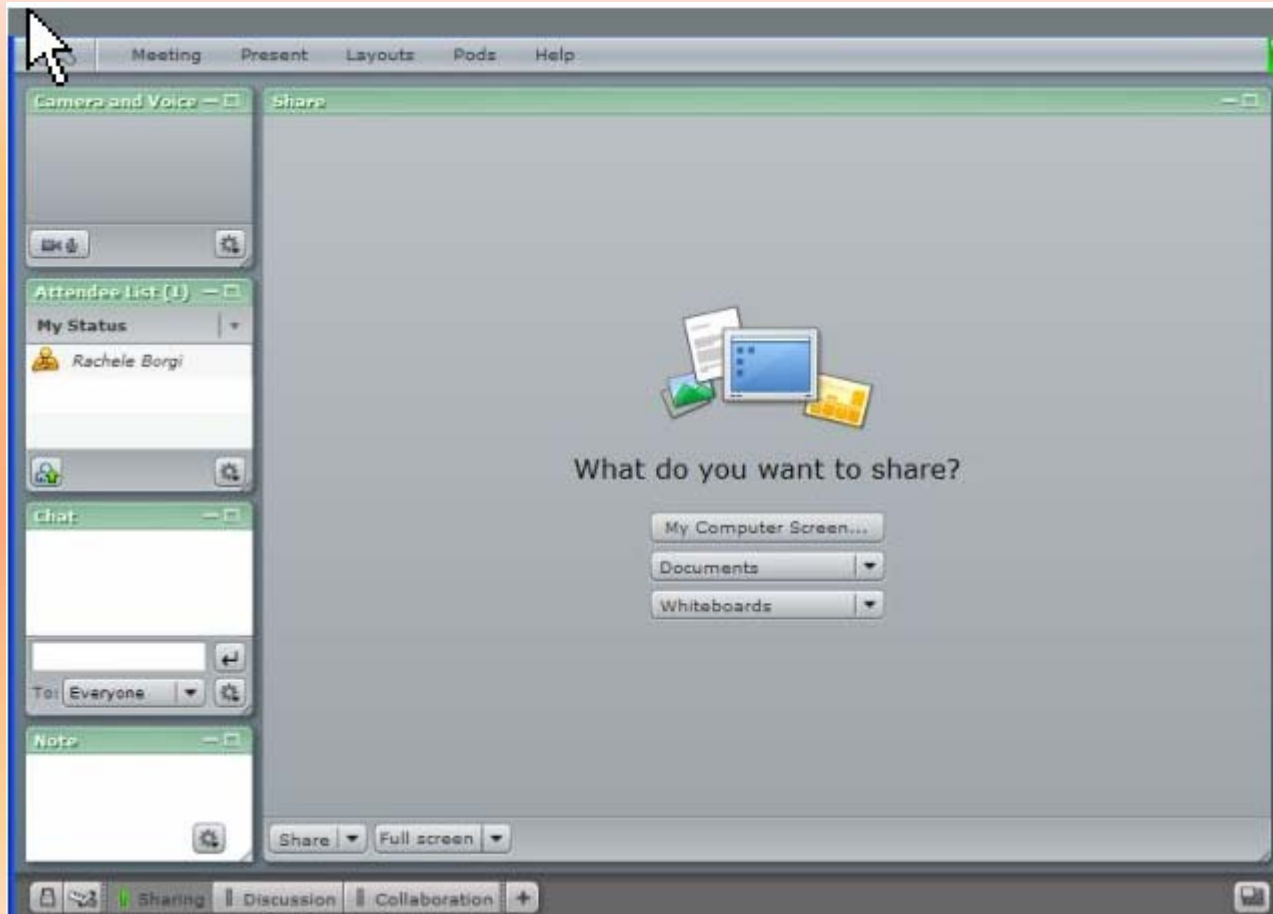 Meeting Present Layouts Pods Help
Camera and Voice
Share
Attendee List (1)
My Status
Rachele Borgi
What do you want to share?
My Computer Screen...
Documents
Whiteboards
Chat
To: Everyone
Note
Share Full screen
Sharing Discussion Collaboration +